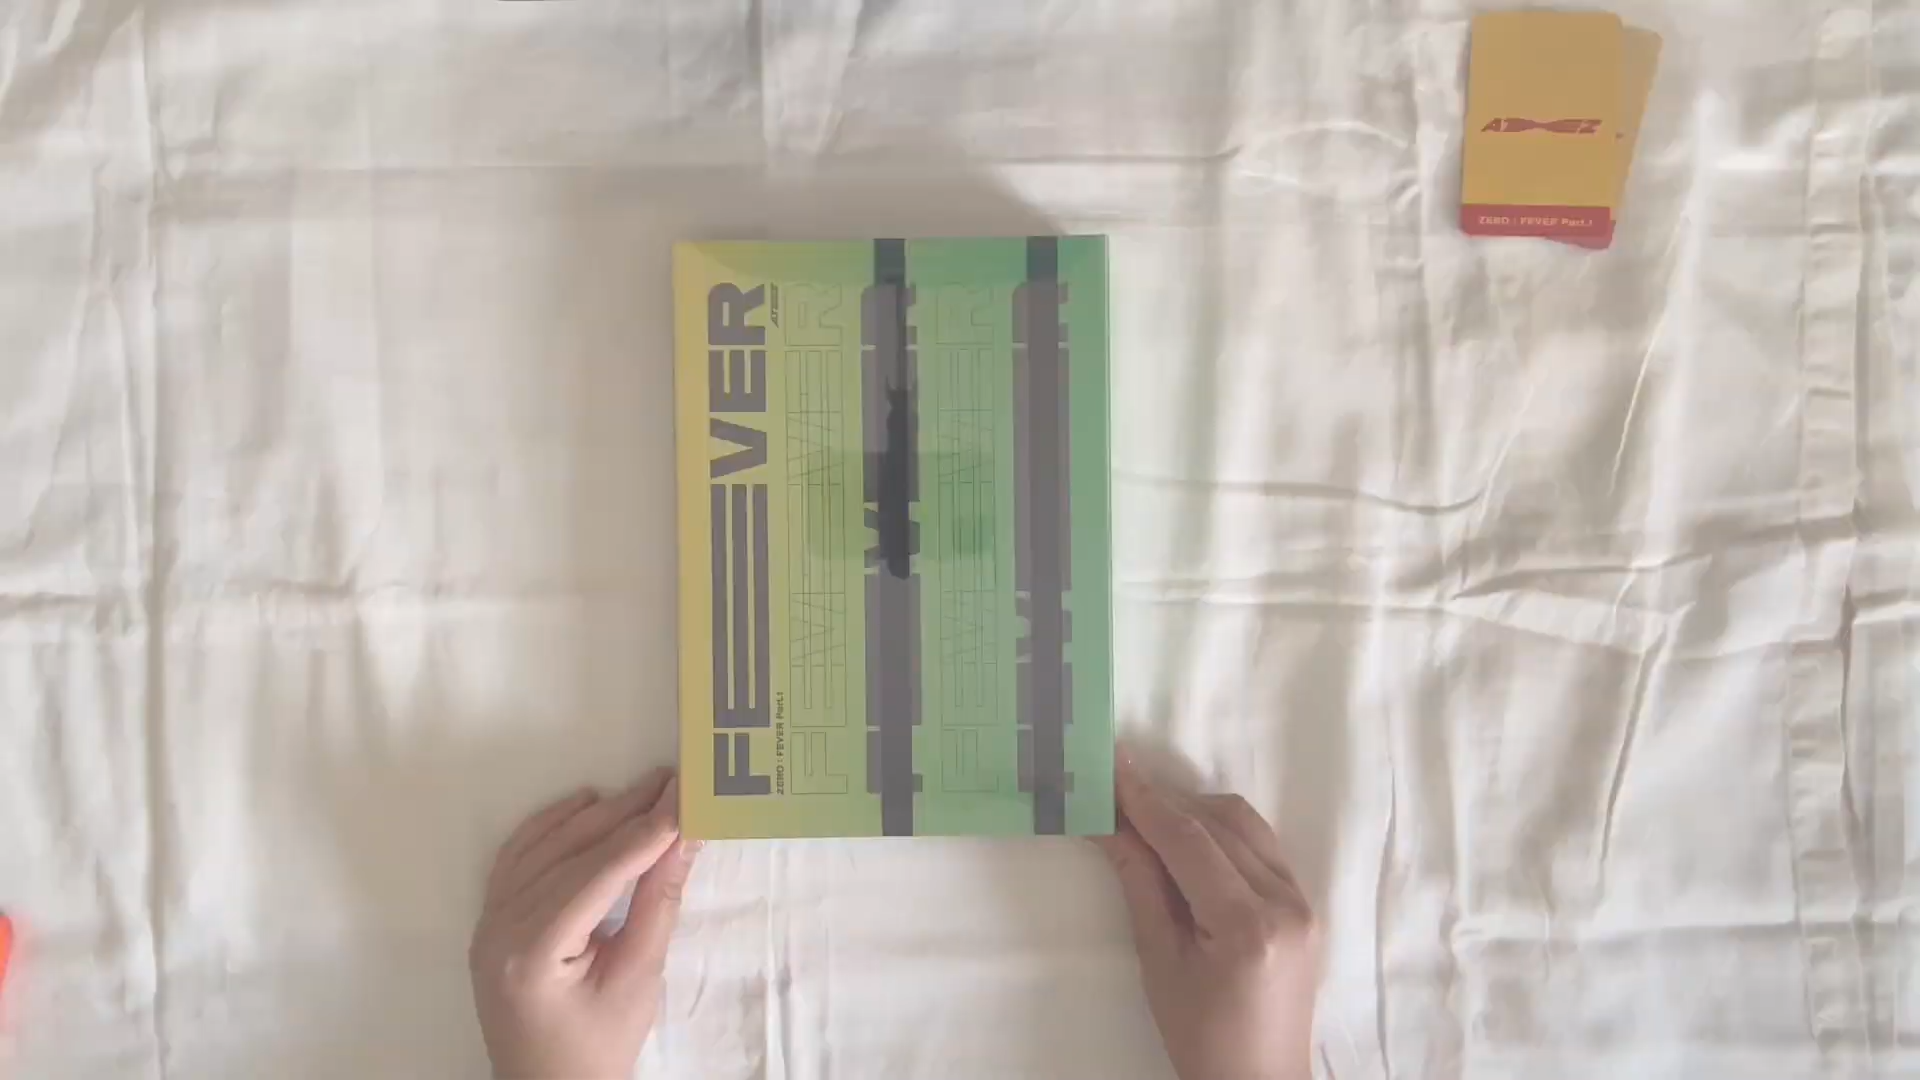 FEVER
ATEEZ
ZERO : FEVER Part.1
FEVER
FEVER
ATEEZ
ZERO : FEVER Part.1